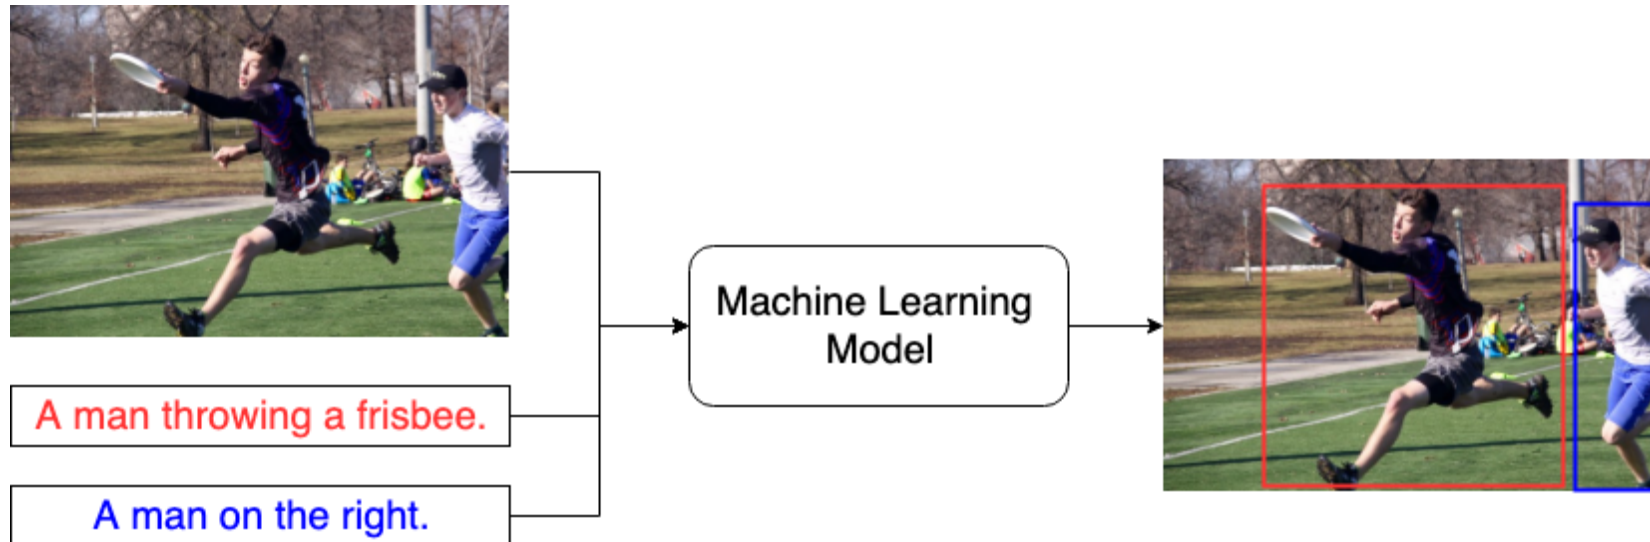 A man throwing a frisbee.
A man on the right.
Machine Learning
Model